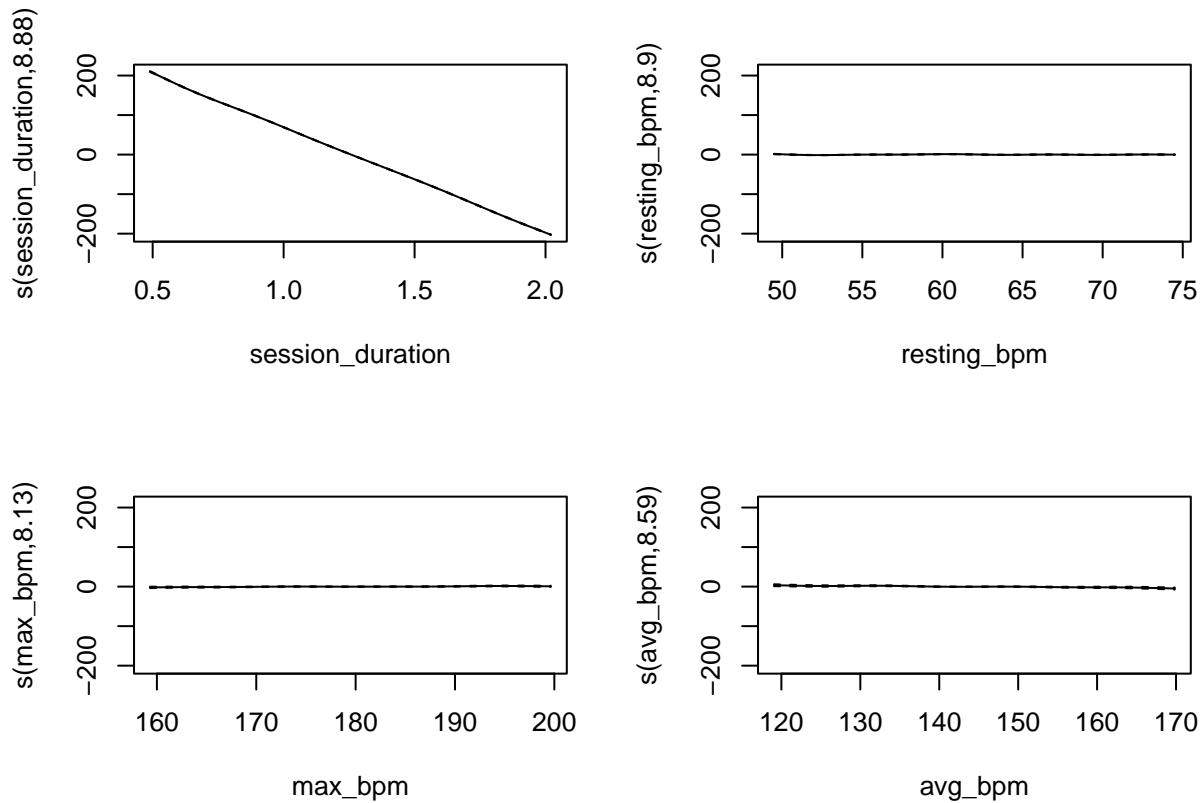 s(session_duration,8.88)
200
0
−200
0.5 1.0 1.5 2.0
session_duration
s(resting_bpm,8.9)
200
0
−200
50 55 60 65 70 75
resting_bpm
s(max_bpm,8.13)
200
0
−200
160 170 180 190 200
max_bpm
s(avg_bpm,8.59)
200
0
−200
120 130 140 150 160 170
avg_bpm